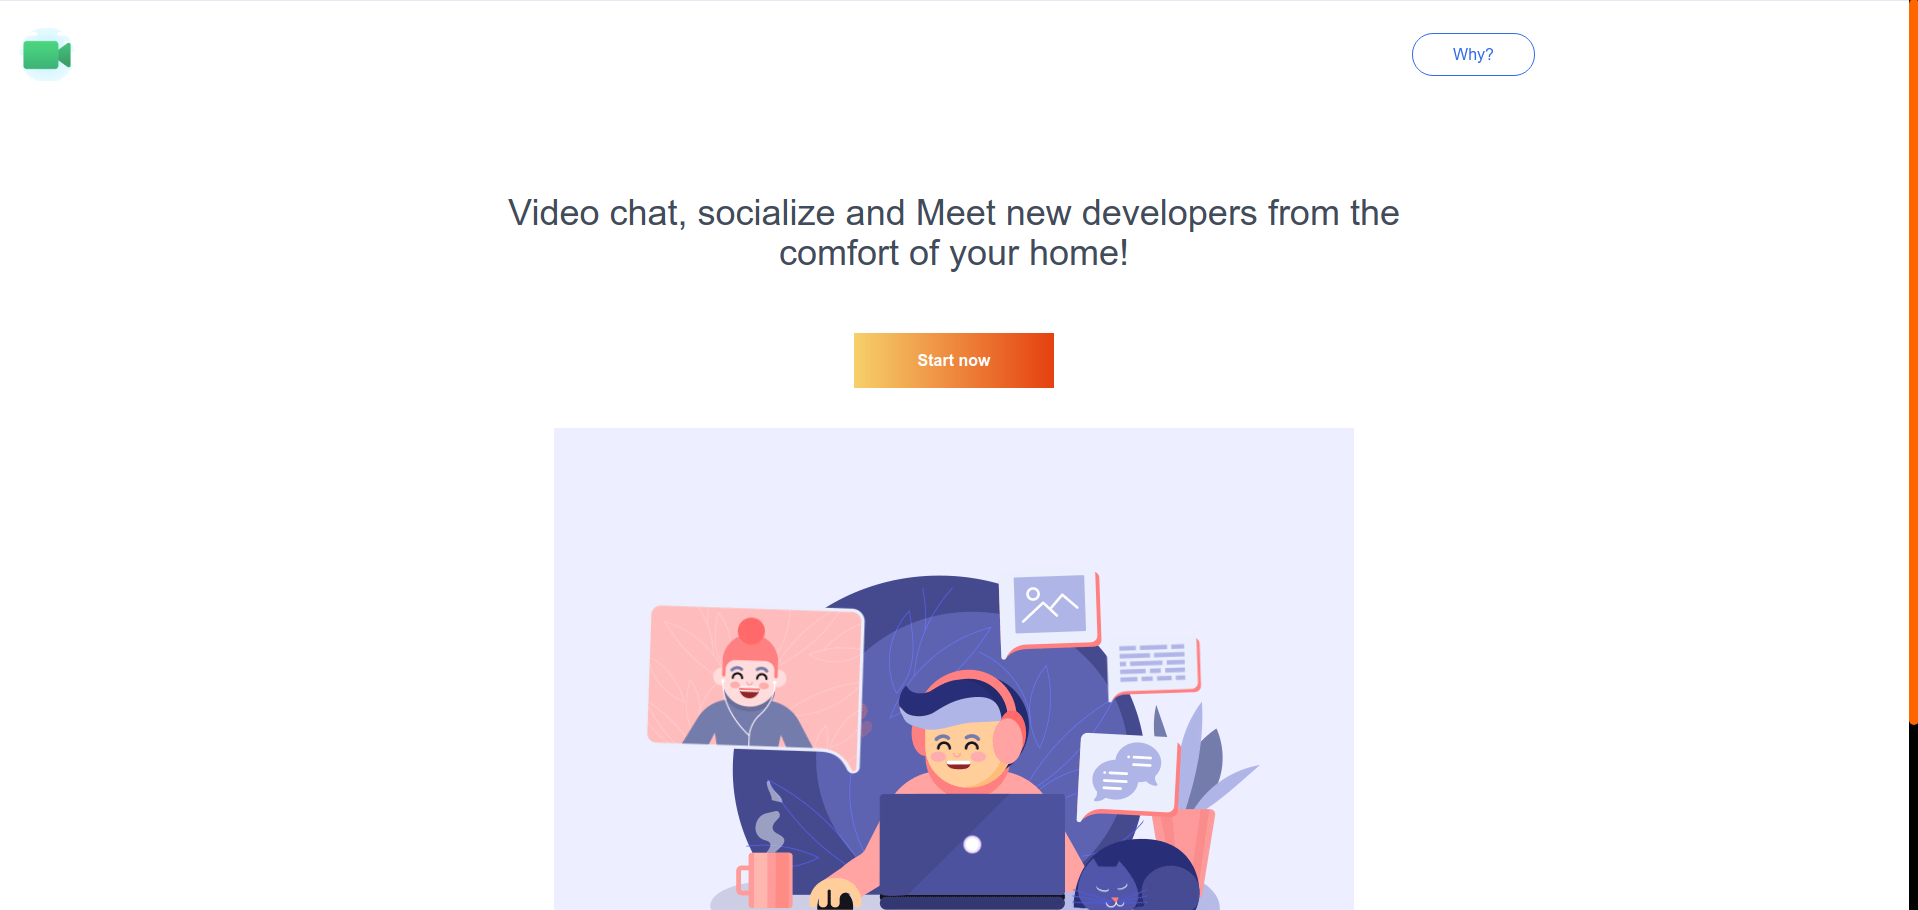 Why?
Video chat, socialize and Meet new developers from the
comfort of your home!
Start now